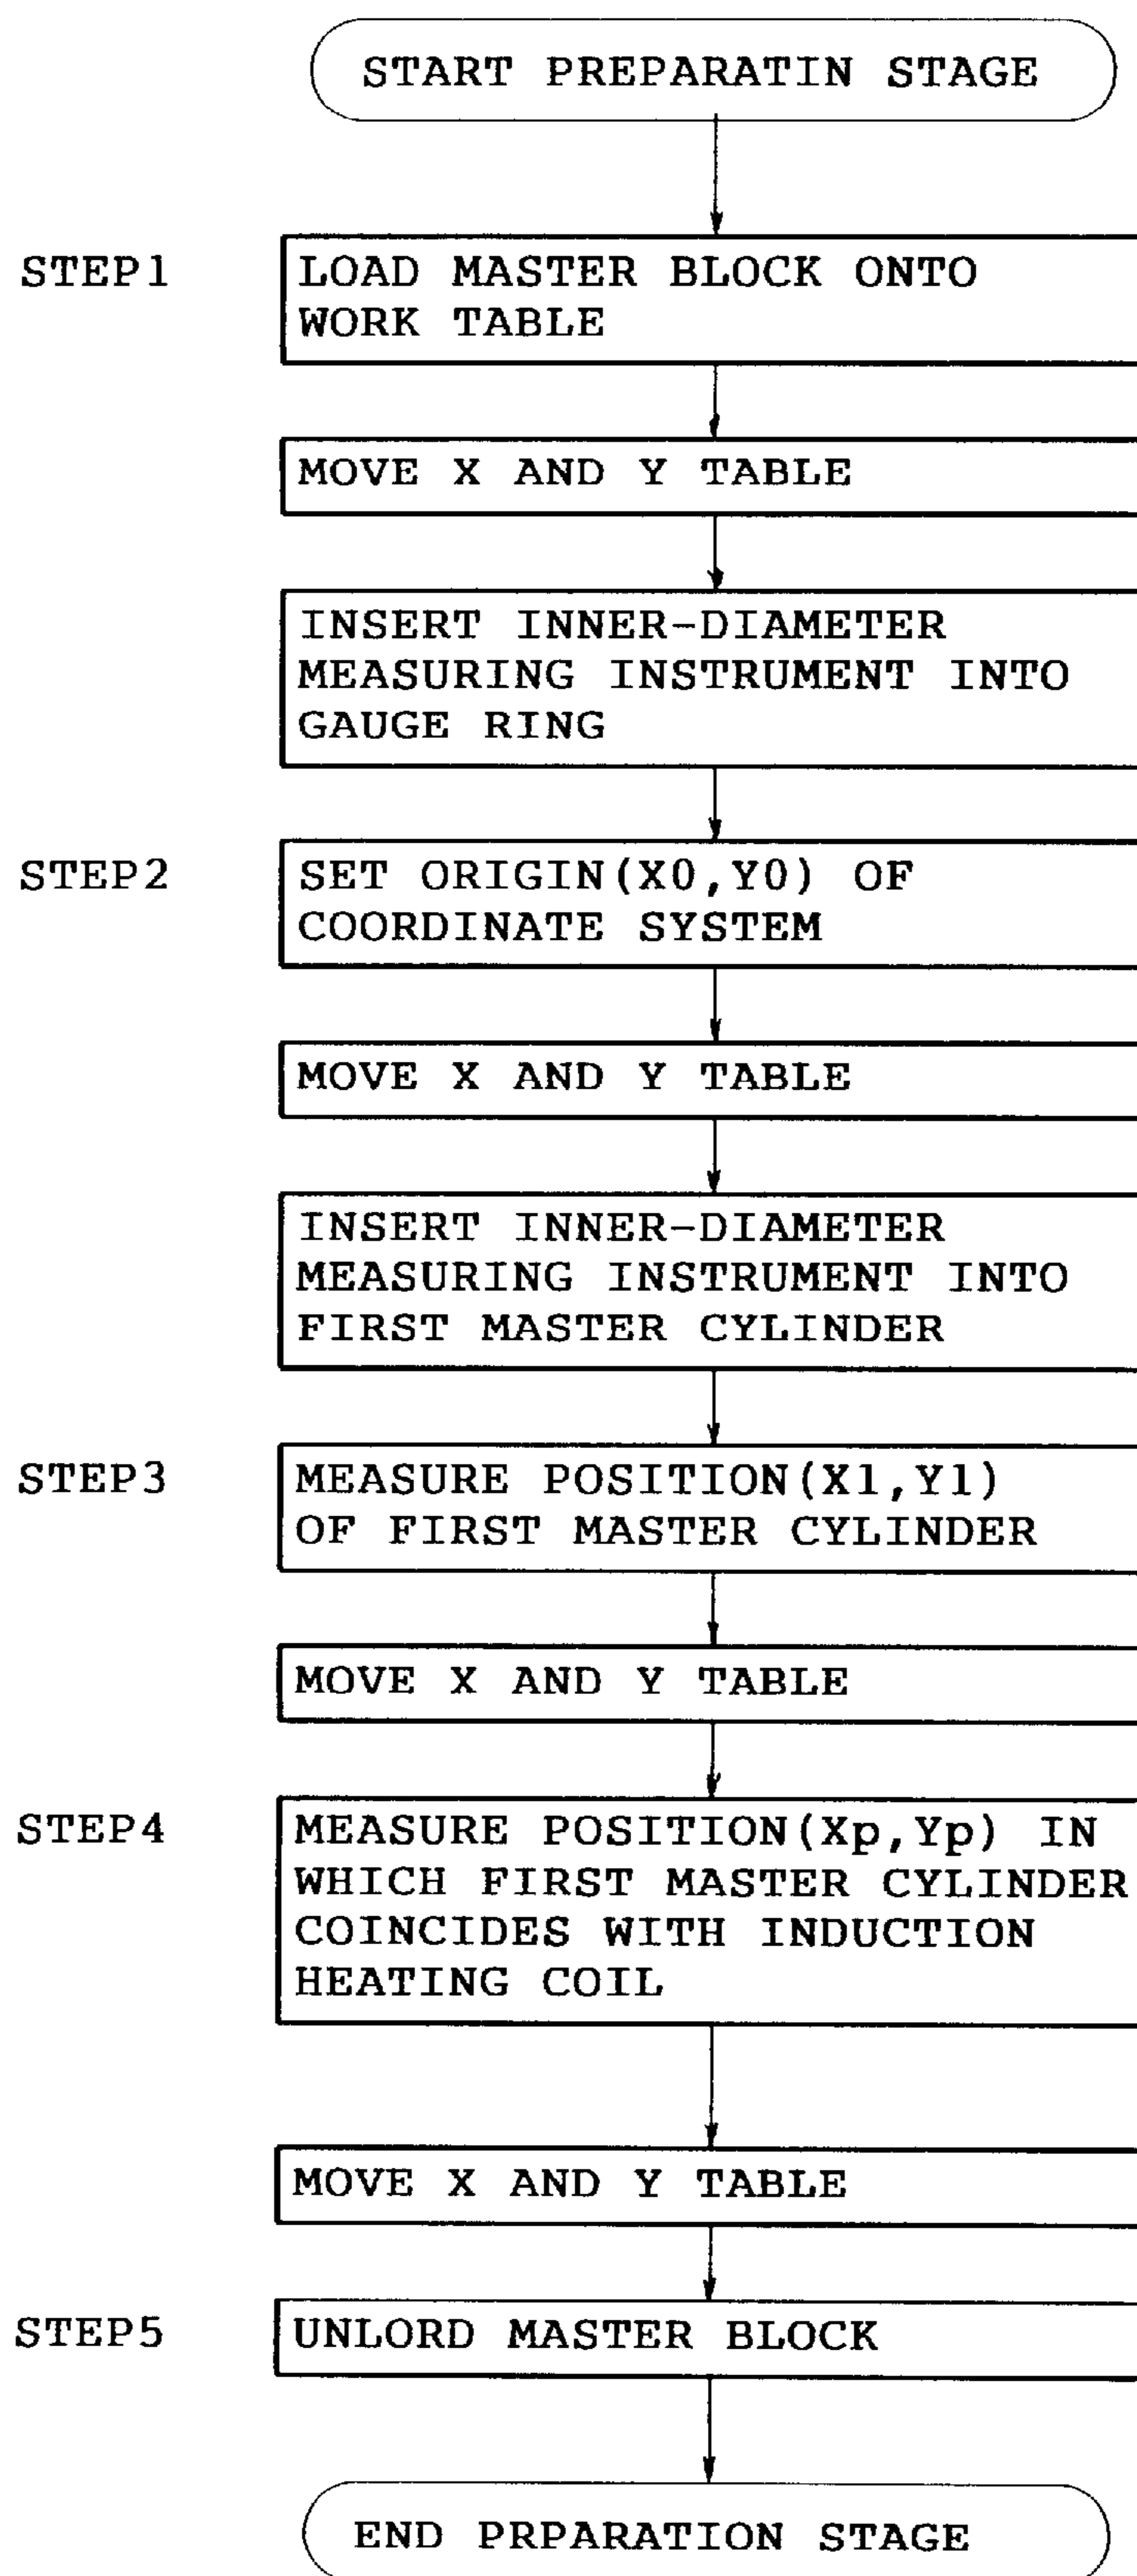 START PREPARATIN STAGE
STEP1
LOAD MASTER BLOCK ONTO
WORK TABLE
MOVE X AND Y TABLE
INSERT INNER-DIAMETER
MEASURING INSTRUMENT INTO
GAUGE RING
STEP2
SET ORIGIN(X0,Y0) OF
COORDINATE SYSTEM
MOVE X AND Y TABLE
INSERT INNER-DIAMETER
MEASURING INSTRUMENT INTO
FIRST MASTER CYLINDER
STEP3
MEASURE POSITION(X1,Y1)
OF FIRST MASTER CYLINDER
MOVE X AND Y TABLE
STEP4
MEASURE POSITION(Xp,Yp) IN
WHICH FIRST MASTER CYLINDER
COINCIDES WITH INDUCTION
HEATING COIL
MOVE X AND Y TABLE
STEP5
UNLORD MASTER BLOCK
END PRPARATION STAGE